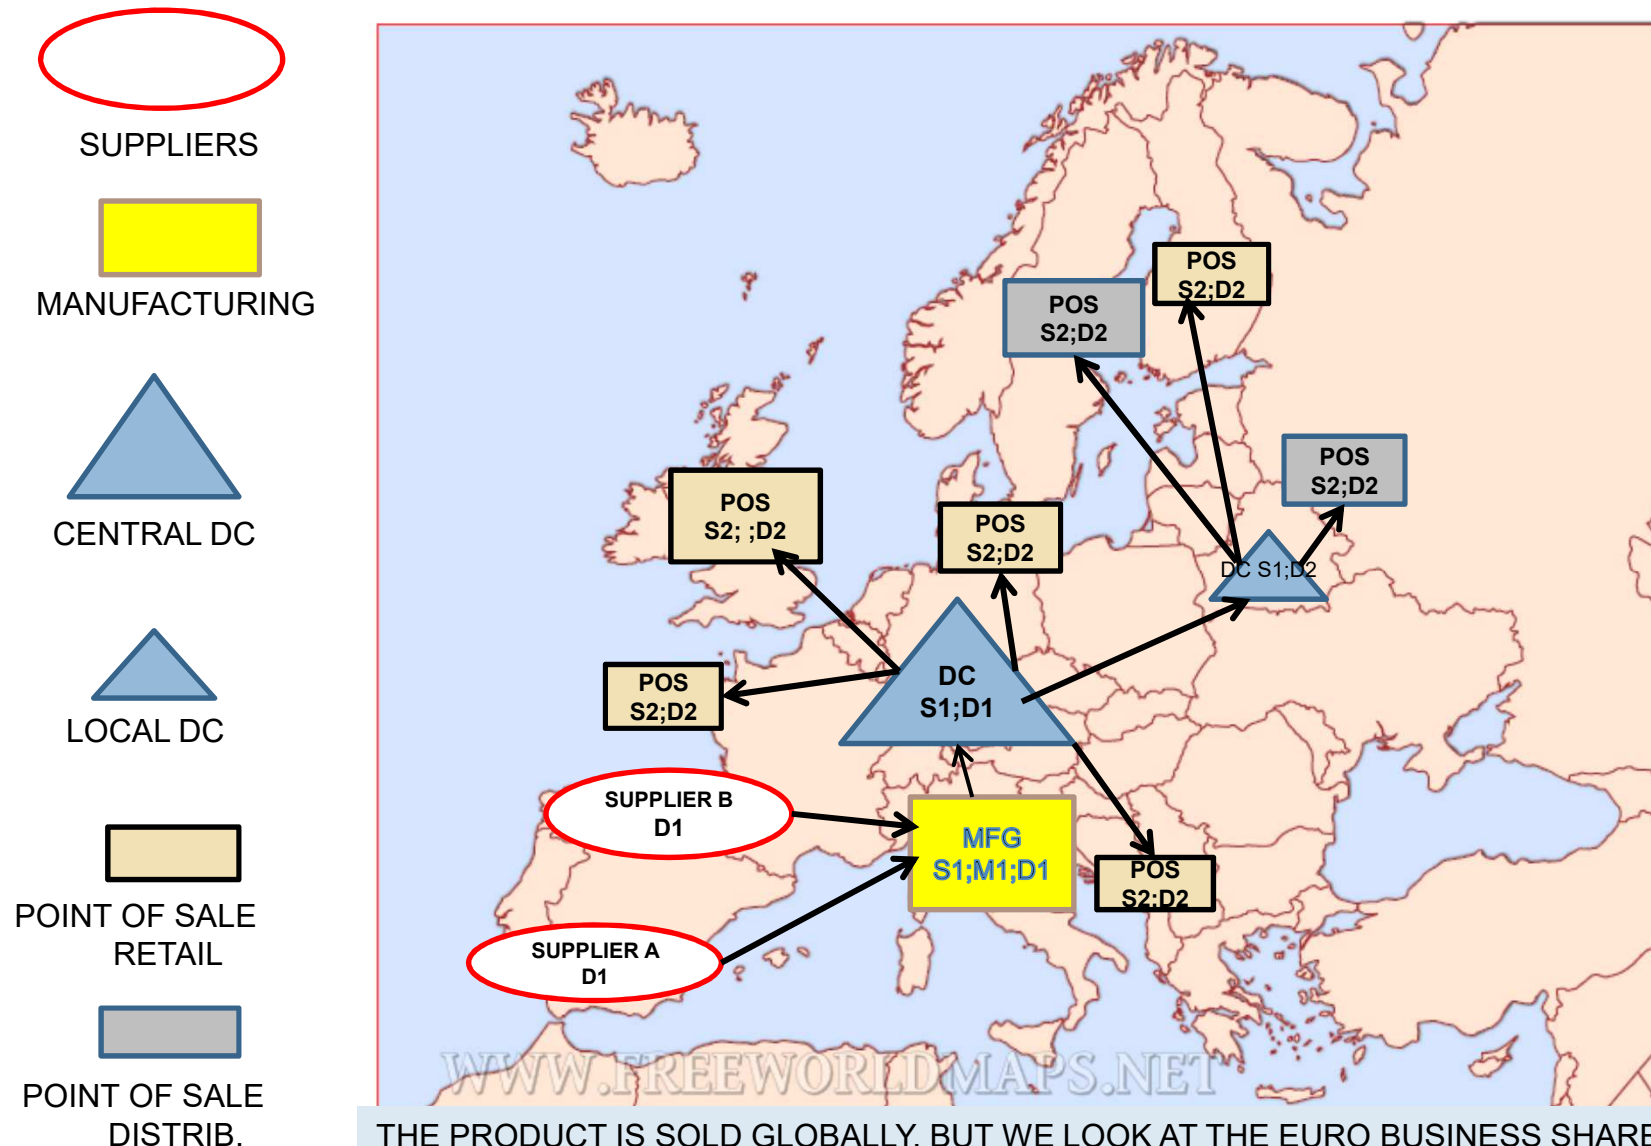 SUPPLIERS
MANUFACTURING
CENTRAL DC
LOCAL DC
POINT OF SALE
RETAIL
POINT OF SALE
DISTRIB.
POS
S2;D2
POS
S2;D2
POS
S2;D2
POS
S2; ;D2
POS
S2;D2
DC S1;D2
POS
S2;D2
DC
S1;D1
SUPPLIER B
D1
MFG
S1;M1;D1
POS
S2;D2
SUPPLIER A
D1
WWW.FREEWORLDMAPS.NET
THE PRODUCT IS SOLD GLOBALLY, BUT WE LOOK AT THE EURO BUSINESS SHARE